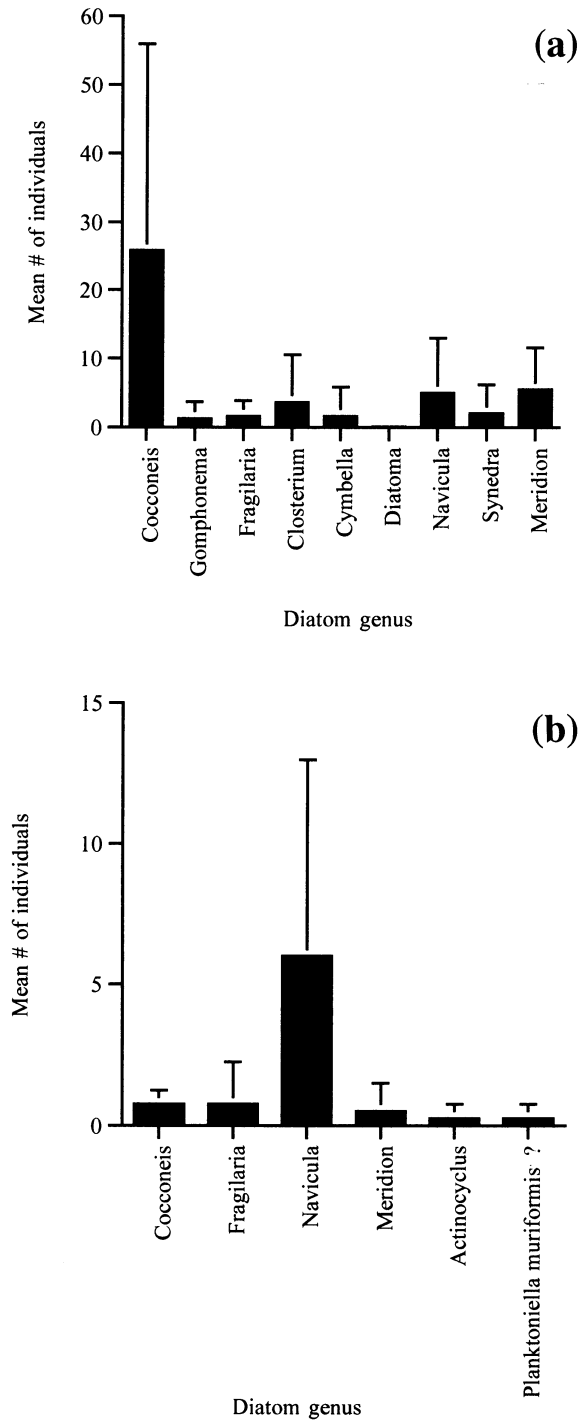 (a)
60
50
40
30
20
10
0
Mean # of individuals
Cocconeis
Gomphonema
Fragilaria
Closterium
Cymbella
Diatoma
Navicula
Synedra
Meridion
Diatom genus
(b)
15
10
5
0
Mean # of individuals
Cocconeis
Fragilaria
Navicula
Meridion
Actinocyclus
Planktoniella muriformis ?
Diatom genus